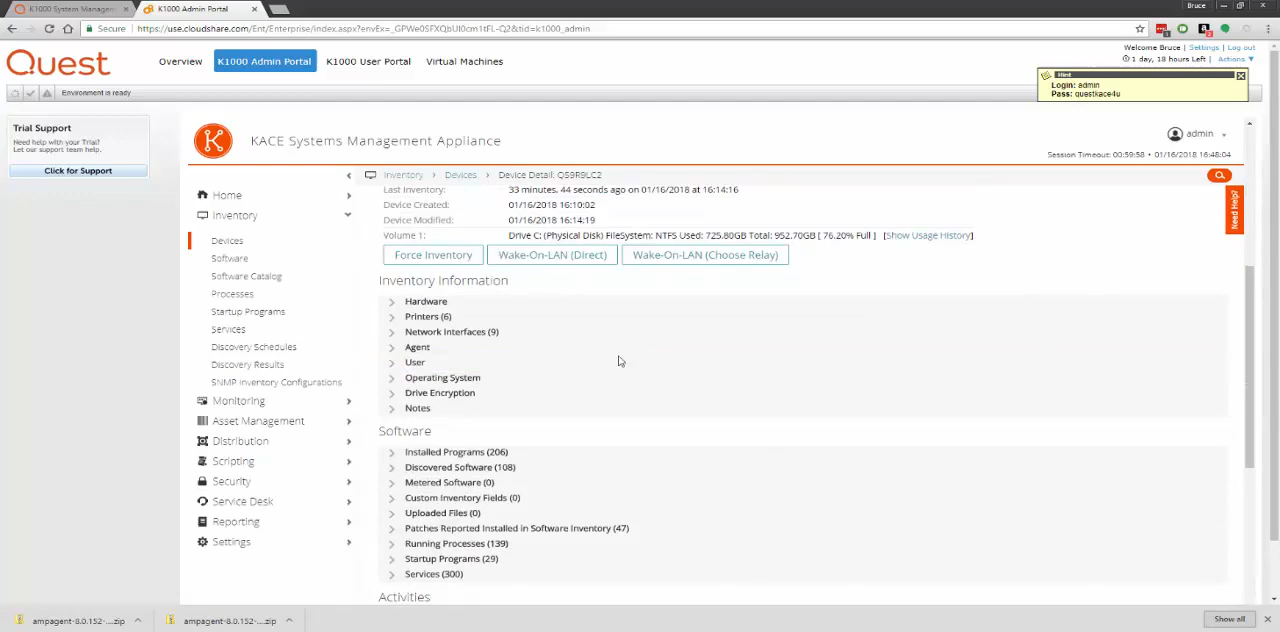 K1000 System Manageme
K1000 Admin Portal
Bruce
Secure
https://use.cloudshare.com/Ent/Enterprise/index.aspx?envEx=_GPWe0SFXQbUI0cm1tFL-Q2&tid=k1000_admin
Quest
Overview
K1000 Admin Portal
K1000 User Portal
Virtual Machines
Welcome Bruce | Settings | Log out
1 day, 18 hours Left | Actions
Environment is ready
Hint
Login: admin
Pass: questkace4u
Trial Support
Need help with your Trial?
Let our support team help.
Click for Support
KACE Systems Management Appliance
admin
Session Timeout: 00:59:58 • 01/16/2018 16:48:04
Inventory
Devices
Device Detail: Q59R9LC2
Need Help?
Home
Inventory
Devices
Software
Software Catalog
Processes
Startup Programs
Services
Discovery Schedules
Discovery Results
SNMP Inventory Configurations
Monitoring
Asset Management
Distribution
Scripting
Security
Service Desk
Reporting
Settings
Last Inventory: 33 minutes, 44 seconds ago on 01/16/2018 at 16:14:16
Device Created: 01/16/2018 16:10:02
Device Modified: 01/16/2018 16:14:19
Volume 1: Drive C: (Physical Disk) FileSystem: NTFS Used: 725.80GB Total: 952.70GB [ 76.20% Full ] [Show Usage History]
Force Inventory
Wake-On-LAN (Direct)
Wake-On-LAN (Choose Relay)
Inventory Information
Hardware
Printers (6)
Network Interfaces (9)
Agent
User
Operating System
Drive Encryption
Notes
Software
Installed Programs (206)
Discovered Software (108)
Metered Software (0)
Custom Inventory Fields (0)
Uploaded Files (0)
Patches Reported Installed in Software Inventory (47)
Running Processes (139)
Startup Programs (29)
Services (300)
Activities
ampagent-8.0.152-....zip
ampagent-8.0.152-....zip
Show all